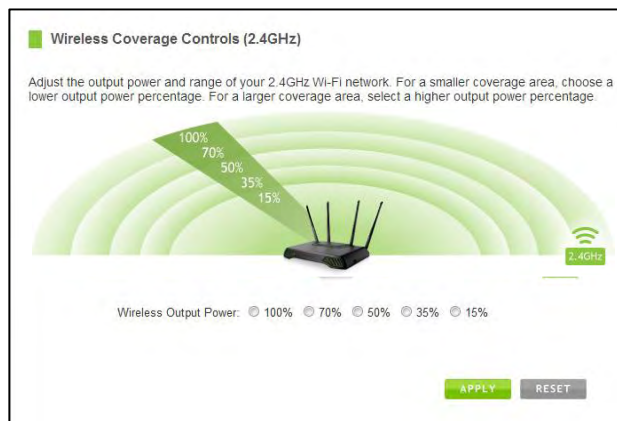 Wireless Coverage Controls (2.4GHz)
Adjust the output power and range of your 2.4GHz Wi-Fi network. For a smaller coverage area, choose a
lower output power percentage. For a larger coverage area, select a higher output power percentage.
100%
70%
50%
35%
15%
2.4GHz
Wireless Output Power: 100% 70% 50% 35% 15%
APPLY RESET